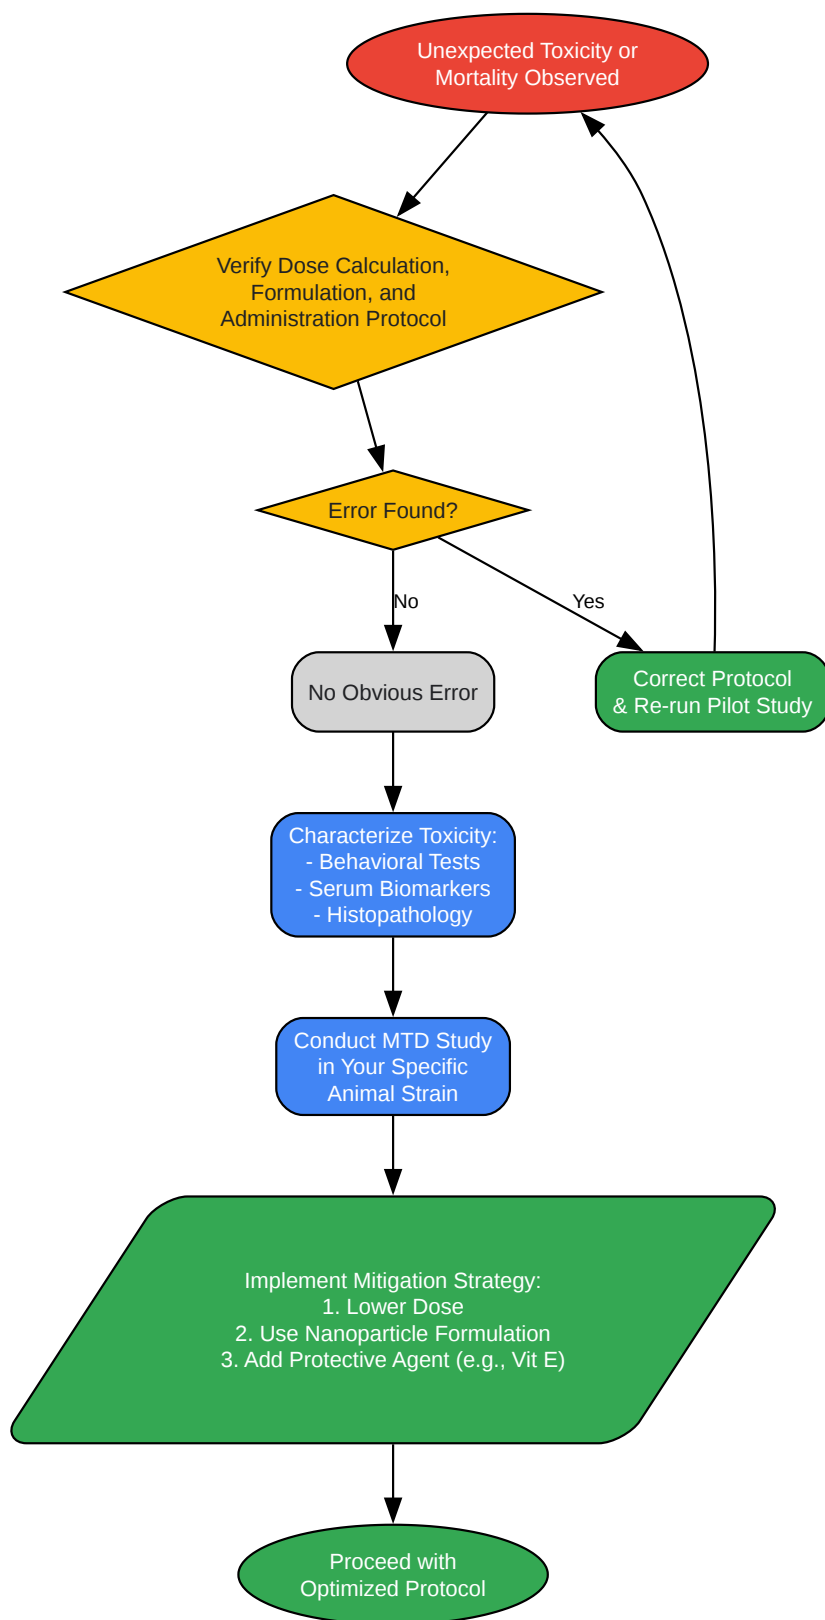 Unexpected Toxicity or
Mortality Observed
Verify Dose Calculation,
Formulation, and
Administration Protocol
Error Found?
No
Yes
No Obvious Error
Correct Protocol
& Re-run Pilot Study
Characterize Toxicity:
- Behavioral Tests
- Serum Biomarkers
- Histopathology
Conduct MTD Study
in Your Specific
Animal Strain
Implement Mitigation Strategy:
1. Lower Dose
2. Use Nanoparticle Formulation
3. Add Protective Agent (e.g., Vit E)
Proceed with
Optimized Protocol